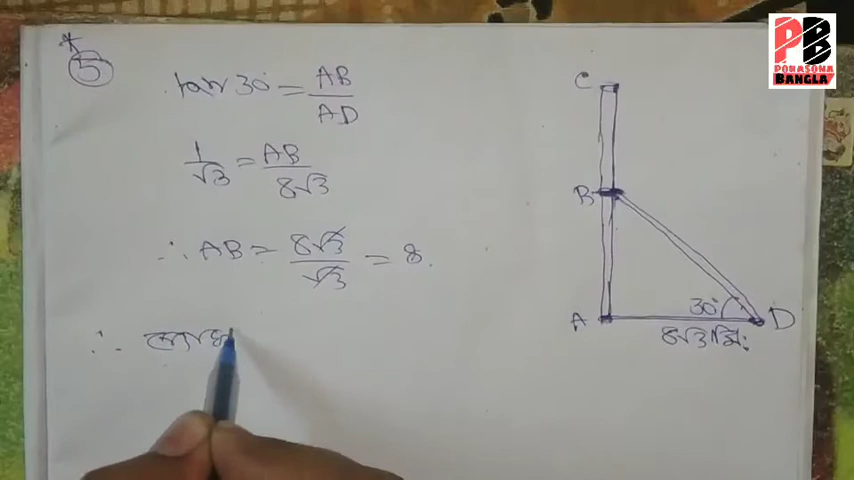 * 5
tan 30° = AB / AD
1/√3 = AB / 8√3
∴ AB = 8√3 / √3 = 8.
∴
C
B
A
D
30°
8√3 মি:
PB
PORASONA
BANGLA